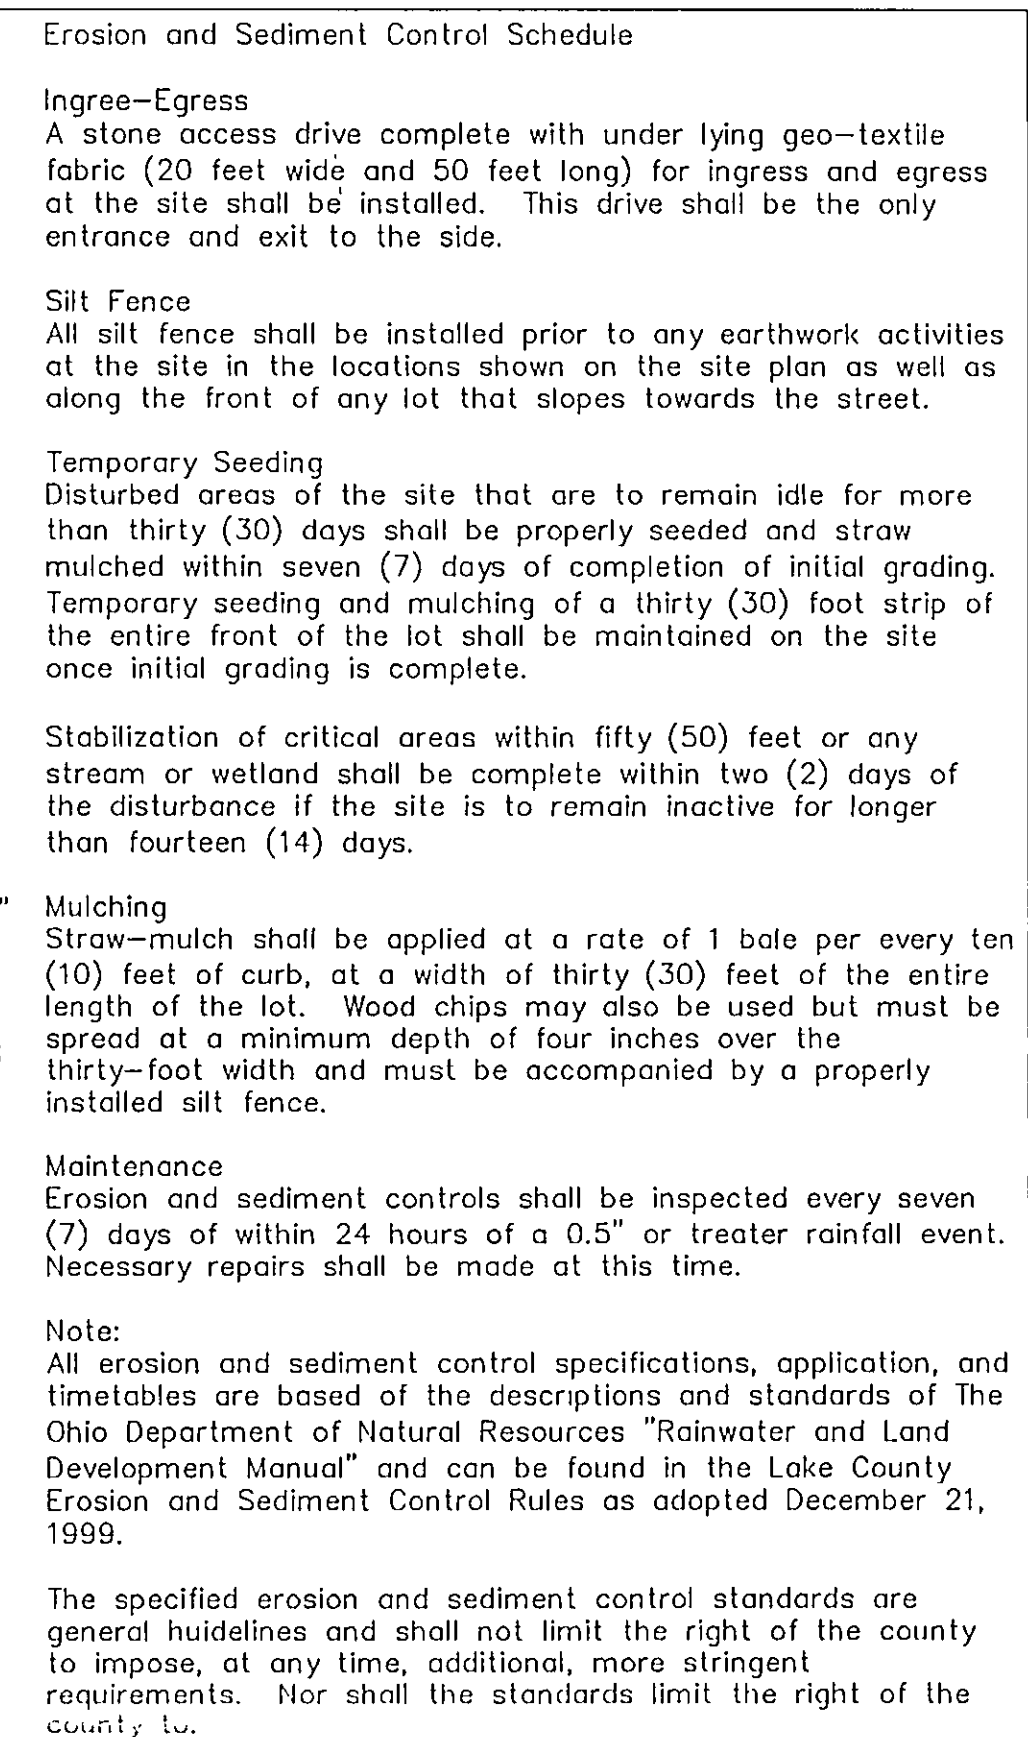 Erosion and Sediment Control Schedule
Ingree-Egress
A stone access drive complete with under lying geo-textile
fabric (20 feet wide and 50 feet long) for ingress and egress
at the site shall be installed. This drive shall be the only
entrance and exit to the side.
Silt Fence
All silt fence shall be installed prior to any earthwork activities
at the site in the locations shown on the site plan as well as
along the front of any lot that slopes towards the street.
Temporary Seeding
Disturbed areas of the site that are to remain idle for more
than thirty (30) days shall be properly seeded and straw
mulched within seven (7) days of completion of initial grading.
Temporary seeding and mulching of a thirty (30) foot strip of
the entire front of the lot shall be maintained on the site
once initial grading is complete.
Stabilization of critical areas within fifty (50) feet or any
stream or wetland shall be complete within two (2) days of
the disturbance if the site is to remain inactive for longer
than fourteen (14) days.
" Mulching
Straw-mulch shall be applied at a rate of 1 bale per every ten
(10) feet of curb, at a width of thirty (30) feet of the entire
length of the lot. Wood chips may also be used but must be
spread at a minimum depth of four inches over the
thirty-foot width and must be accompanied by a properly
installed silt fence.
Maintenance
Erosion and sediment controls shall be inspected every seven
(7) days of within 24 hours of a 0.5" or treater rainfall event.
Necessary repairs shall be made at this time.
Note:
All erosion and sediment control specifications, application, and
timetables are based of the descriptions and standards of The
Ohio Department of Natural Resources "Rainwater and Land
Development Manual" and can be found in the Lake County
Erosion and Sediment Control Rules as adopted December 21,
1999.
The specified erosion and sediment control standards are
general huidelines and shall not limit the right of the county
to impose, at any time, additional, more stringent
requirements. Nor shall the standards limit the right of the
county to.